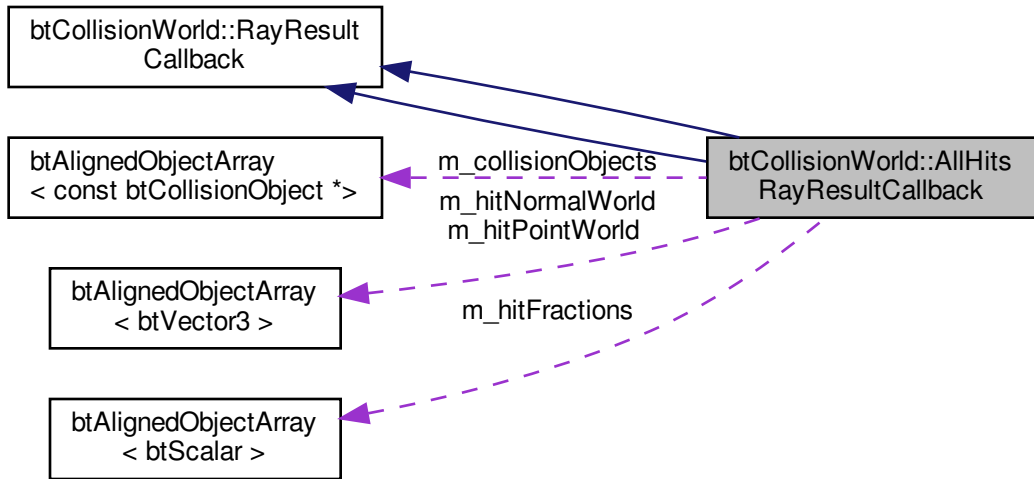 btCollisionWorld::RayResult
Callback
btAlignedObjectArray
< const btCollisionObject *>
btAlignedObjectArray
< btVector3 >
btAlignedObjectArray
< btScalar >
m_collisionObjects
m_hitNormalWorld
m_hitPointWorld
m_hitFractions
btCollisionWorld::AllHits
RayResultCallback